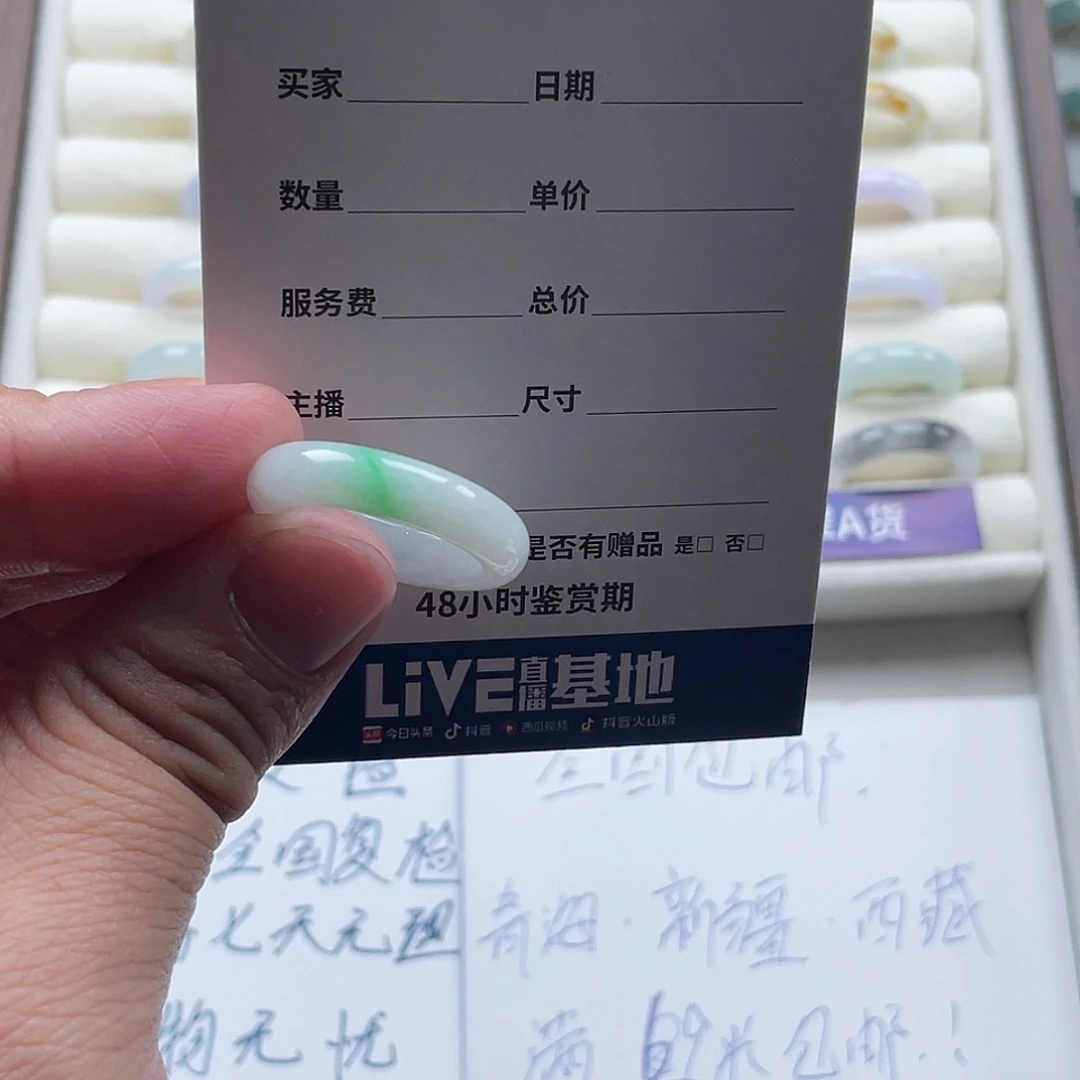 买家 日期
数量 单价
服务费 总价
主播 尺寸
是否有赠品 是□ 否□
48小时鉴赏期
LiVE直播基地
今日头条 抖音 西瓜视频 抖音火山版
A货
全国包邮.
全国复检
七天无理
青海·新疆·西藏
物无忧
满 米包邮.!